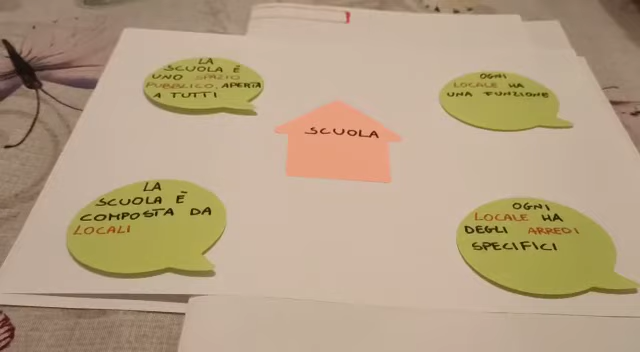 LA
SCUOLA È
UNO SPAZIO
PUBBLICO, APERTA
A TUTTI
OGNI
LOCALE HA
UNA FUNZIONE
SCUOLA
LA
SCUOLA È
COMPOSTA DA
LOCALI
OGNI
LOCALE HA
DEGLI ARREDI
SPECIFICI